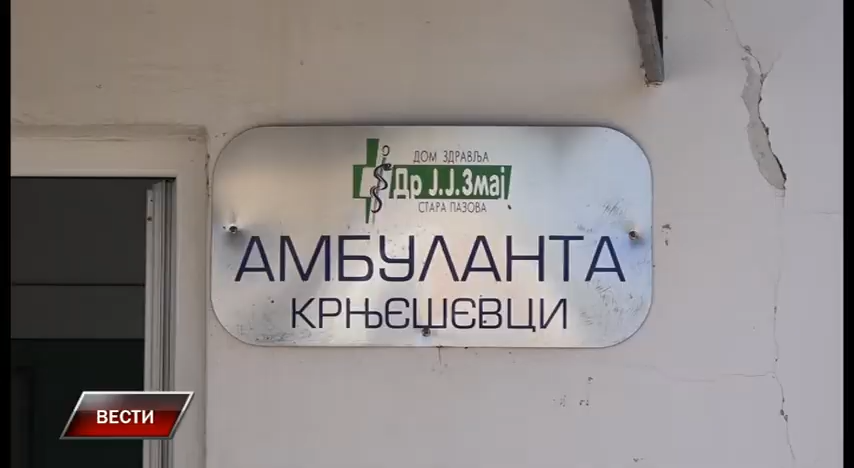 ДОМ ЗДРАВЉА
Др Ј.Ј.Змај
СТАРА ПАЗОВА
АМБУЛАНТА
КРЊЕШЕВЦИ
ВЕСТИ